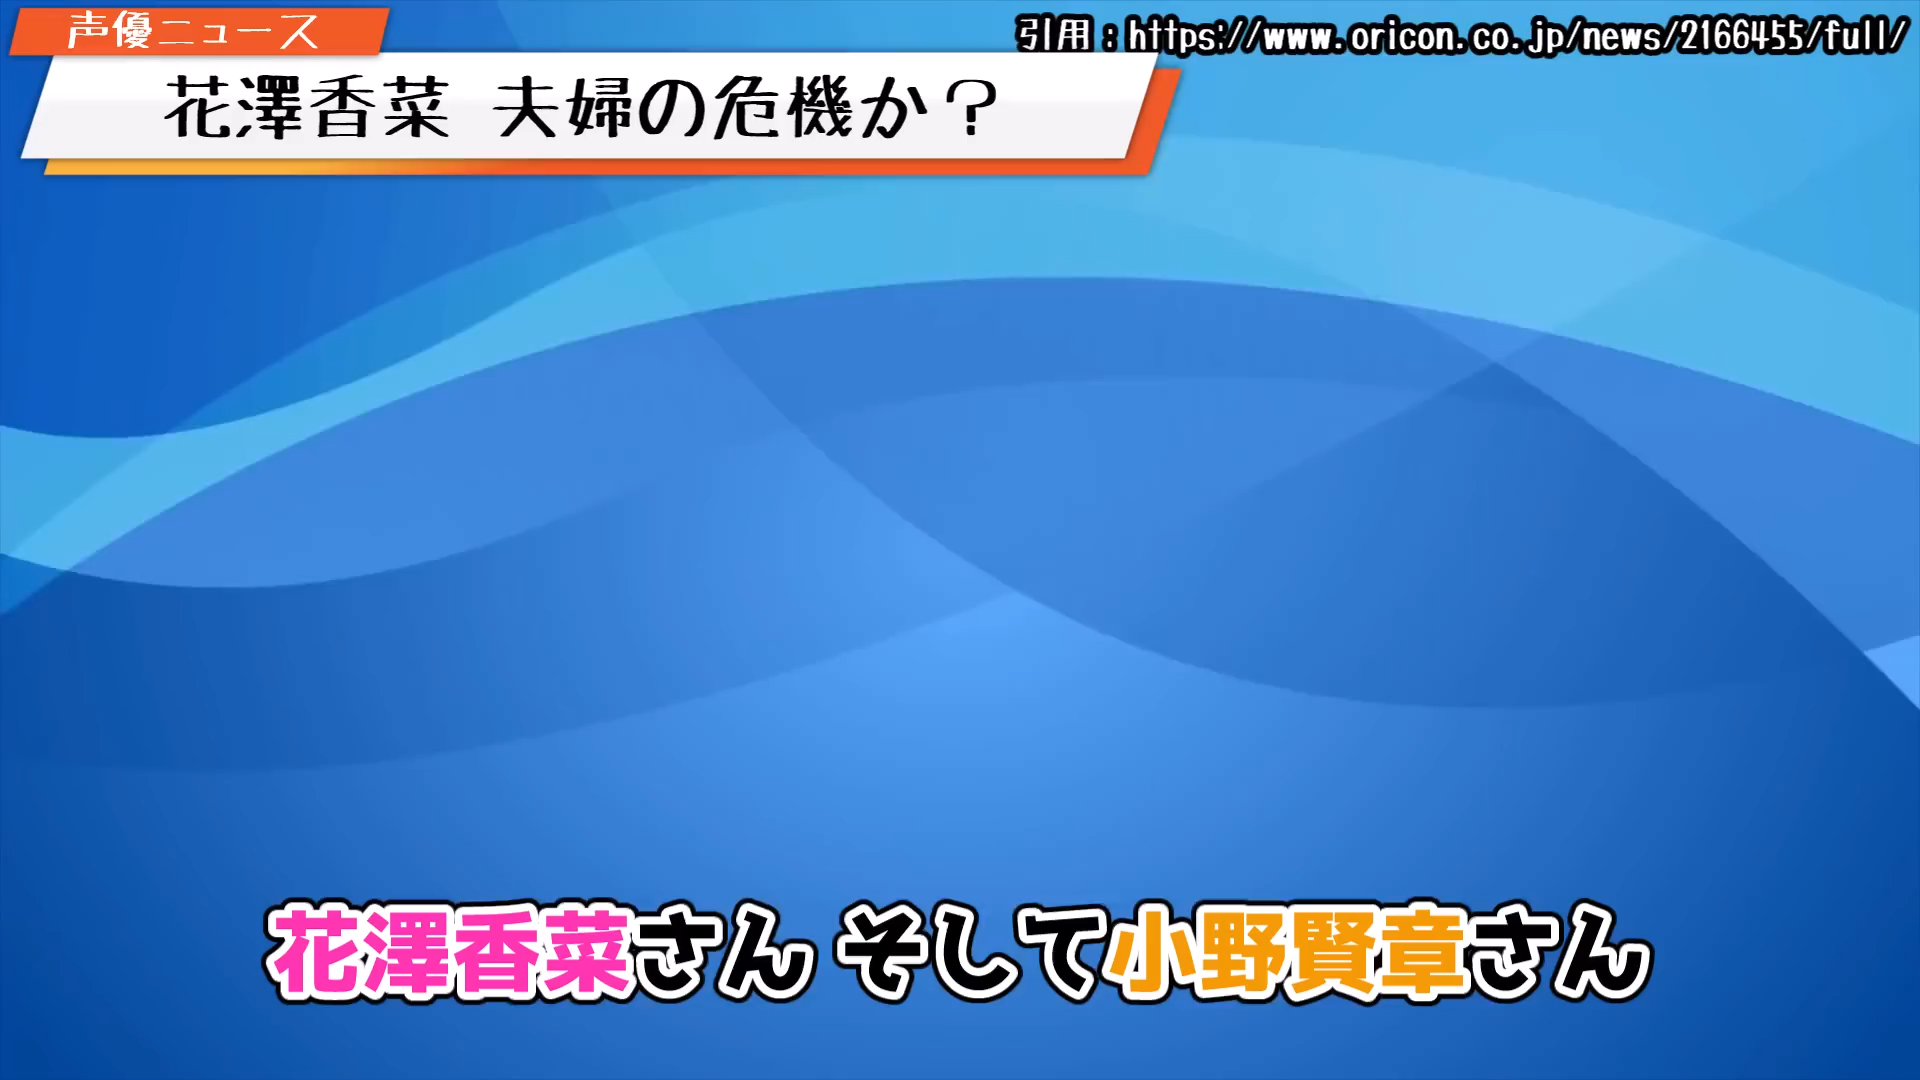 声優ニュース
引用：https://www.oricon.co.jp/news/2166455/full/
花澤香菜 夫婦の危機か？
花澤香菜さん そして小野賢章さん